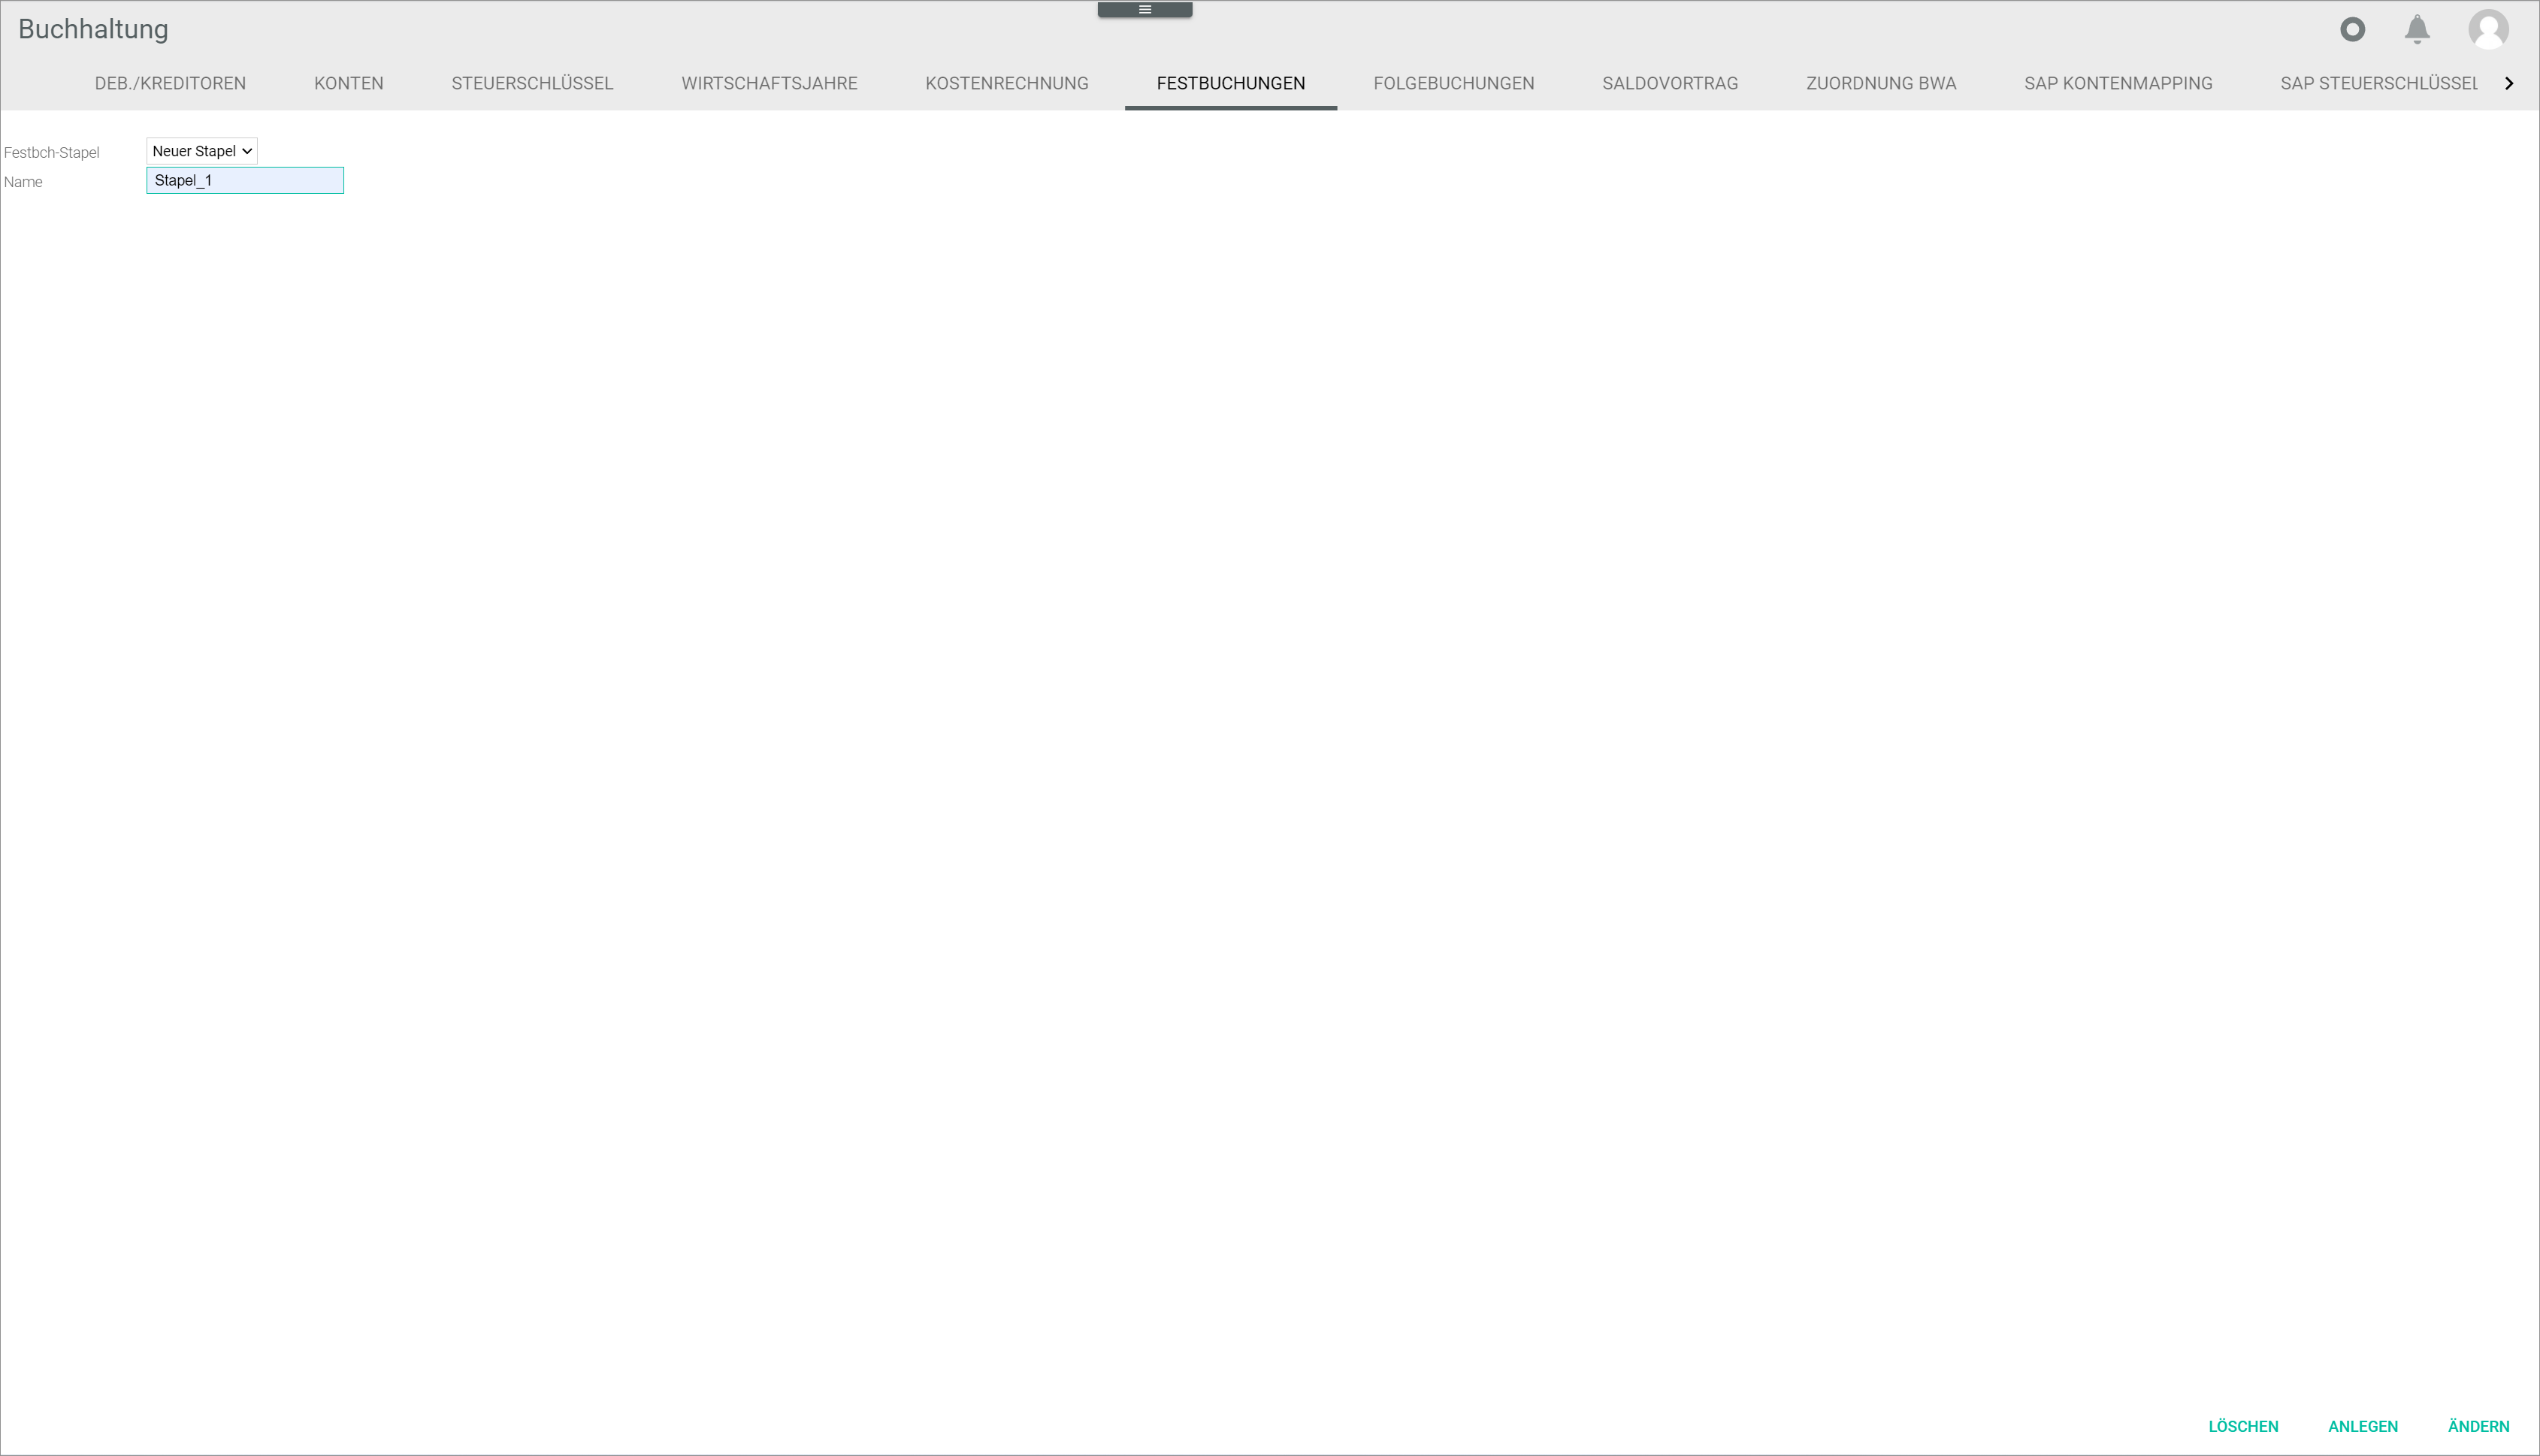 Buchhaltung
DEB./KREDITOREN KONTEN STEUERSCHLÜSSEL WIRTSCHAFTSJAHRE KOSTENRECHNUNG FESTBUCHUNGEN FOLGEBUCHUNGEN SALDOVORTRAG ZUORDNUNG BWA SAP KONTENMAPPING SAP STEUERSCHLÜSSEL
Festbch-Stapel Neuer Stapel
Name Stapel_1
LÖSCHEN ANLEGEN ÄNDERN